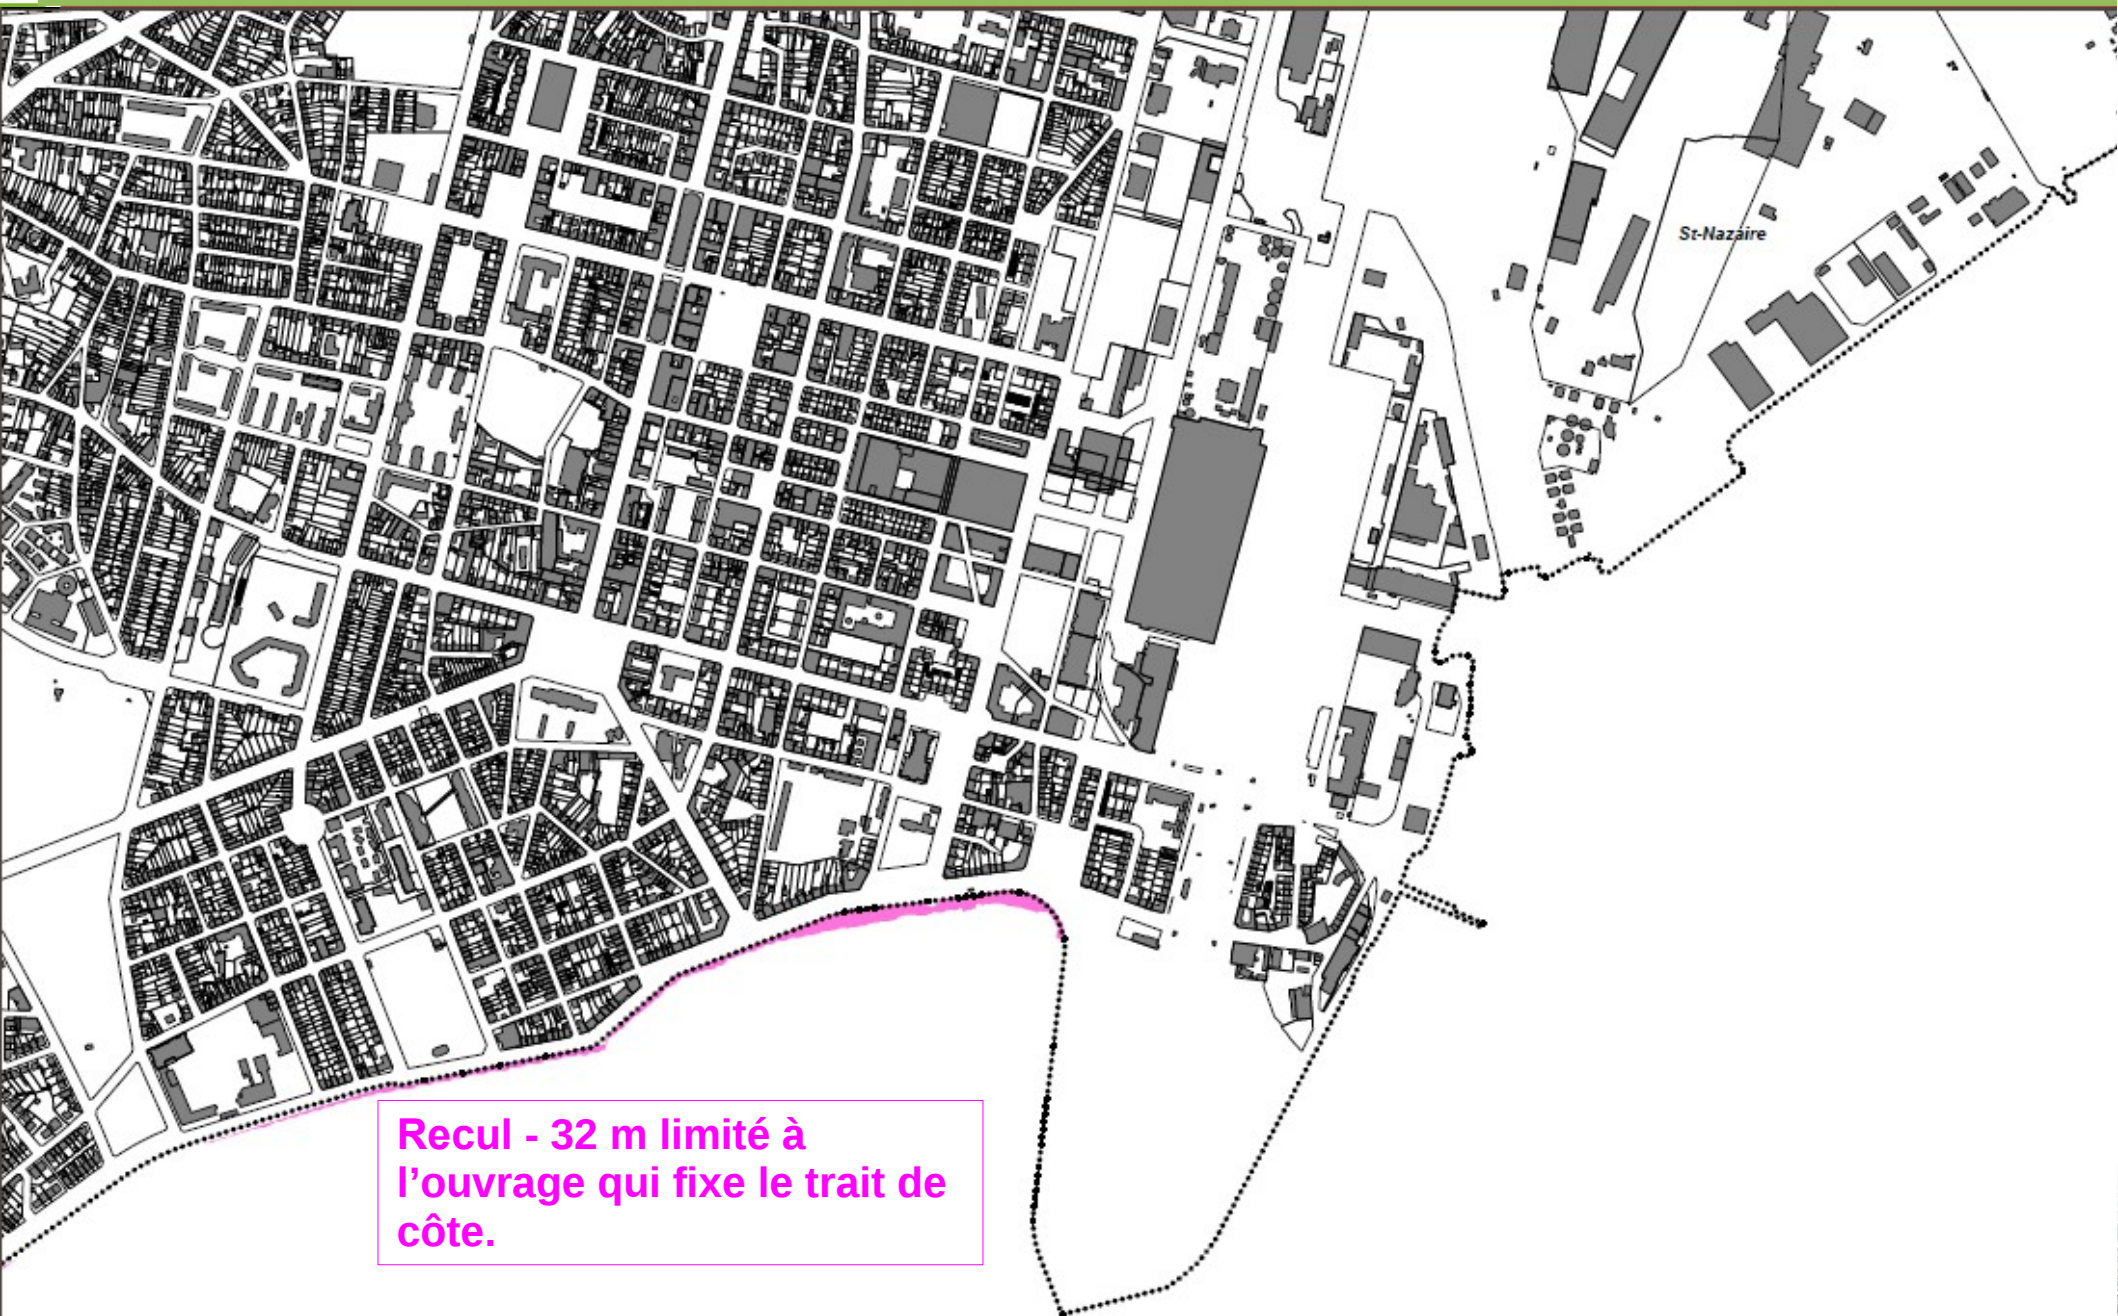 St-Nazaire
Recul - 32 m limité à
l’ouvrage qui fixe le trait de
côte.